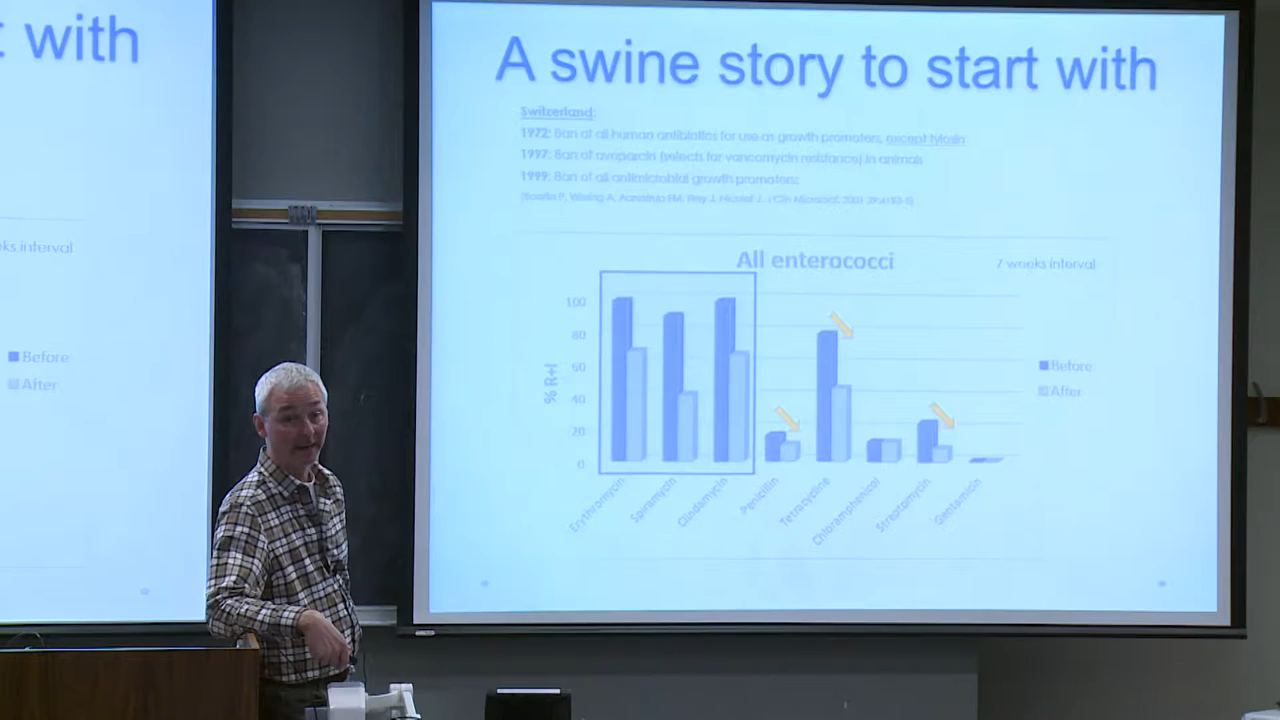 t with
ks interval
Before
After
A swine story to start with
Switzerland:
1972: Ban of all human antibiotics for use as growth promoters, except tylosin
1997: Ban of avoparcin (selects for vancomycin resistance) in animals
1999: Ban of all antimicrobial growth promoters:
All enterococci
7 weeks interval
% R+I
100
80
60
40
20
0
Before
After
Erythromycin
Spiramycin
Clindamycin
Penicillin
Tetracycline
Chloramphenicol
Streptomycin
Gentamicin